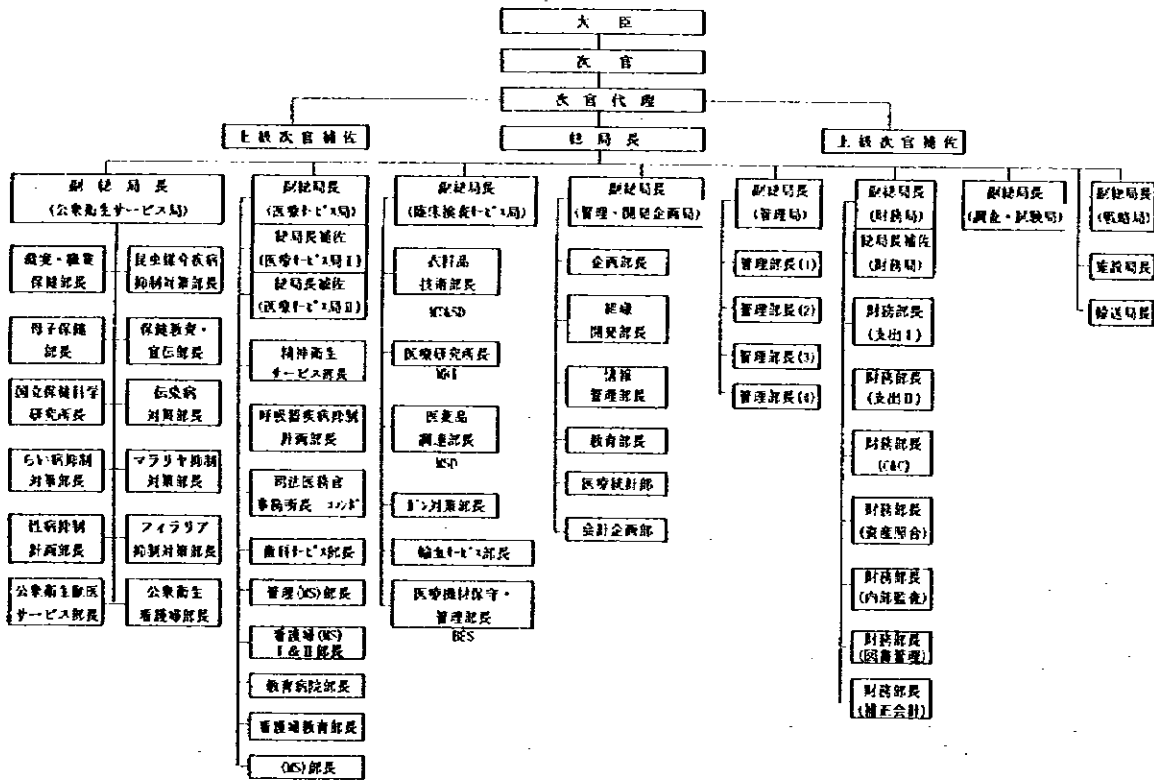 大臣
次官
次官代理
上級次官補佐
総局長
上級次官補佐
副総局長
(公衆衛生サービス局)
環境・職業
保健部長
昆虫媒介疾病
抑制対策部長
母子保健
部長
保健教育・
宣伝部長
国立保健科学
研究所長
伝染病
対策部長
らい病抑制
対策部長
マラリヤ抑制
対策部長
性病抑制
計画部長
フィラリア
抑制対策部長
公衆衛生獣医
サービス部長
公衆衛生
看護婦部長
副総局長
(医療サービス局)
総局長補佐
(医療サービス局Ⅰ)
総局長補佐
(医療サービス局Ⅱ)
精神衛生
サービス部長
呼吸器疾病抑制
計画部長
司法医務官
事務所長 コロンボ
歯科サービス部長
管理(MS)部長
看護婦(MS)
Ⅰ&Ⅱ部長
教育病院部長
看護婦教育部長
(MS)部長
副総局長
(臨床検査サービス局)
技術部長
MT&SD
医療研究所長
MRI
医薬品
調達部長
MSD
ガン対策部長
輸血サービス部長
医療機材保守・
管理部長
BES
副総局長
(管理・開発企画局)
企画部長
組織
開発部長
情報
管理部長
教育部長
医療統計部
会計企画部
副総局長
(管理局)
管理部長(1)
管理部長(2)
管理部長(3)
管理部長(4)
副総局長
(財務局)
総局長補佐
(財務局)
財務部長
(支出Ⅰ)
財務部長
(支出Ⅱ)
財務部長
(C&C)
財務部長
(資産照合)
財務部長
(内部監査)
財務部長
(図書管理)
財務部長
(補正会計)
副総局長
(調査・試験局)
副総局長
(戦略局)
施設局長
輸送局長